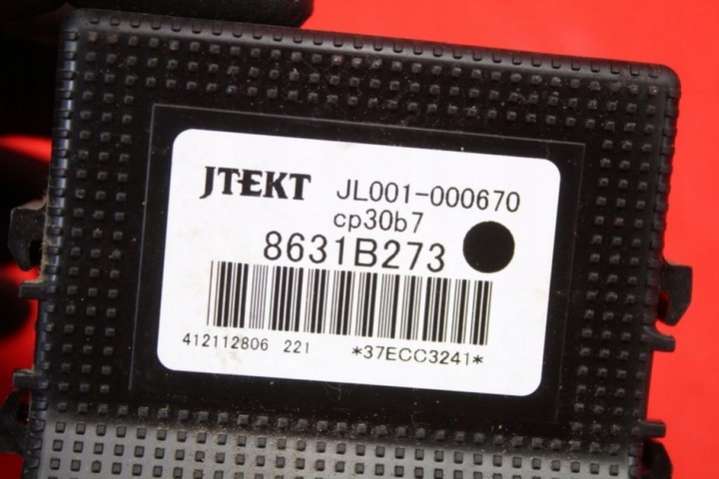 JTEKT JL001-000670
cp30b7
8631B273
412112806 221 *37ECC3241*